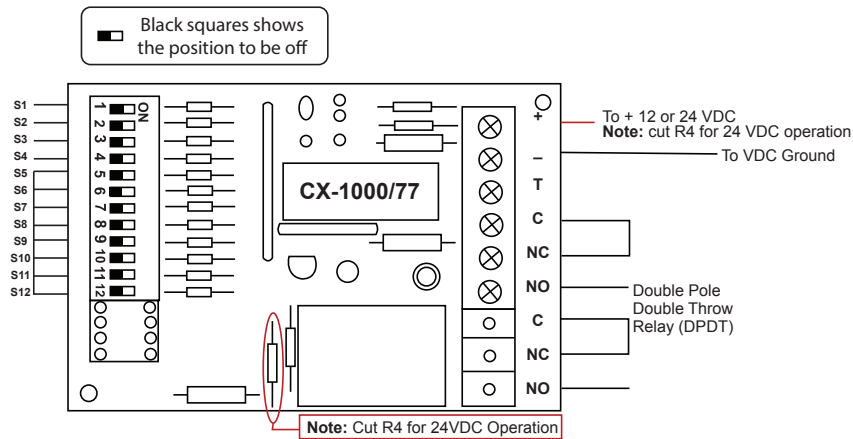 Black squares shows
the position to be off
S1
S2
S3
S4
S5
S6
S7
S8
S9
S10
S11
S12
ON
1
2
3
4
5
6
7
8
9
10
11
12
CX-1000/77
+
–
T
C
NC
NO
C
NC
NO
To + 12 or 24 VDC
Note: cut R4 for 24 VDC operation
To VDC Ground
Double Pole
Double Throw
Relay (DPDT)
Note: Cut R4 for 24VDC Operation